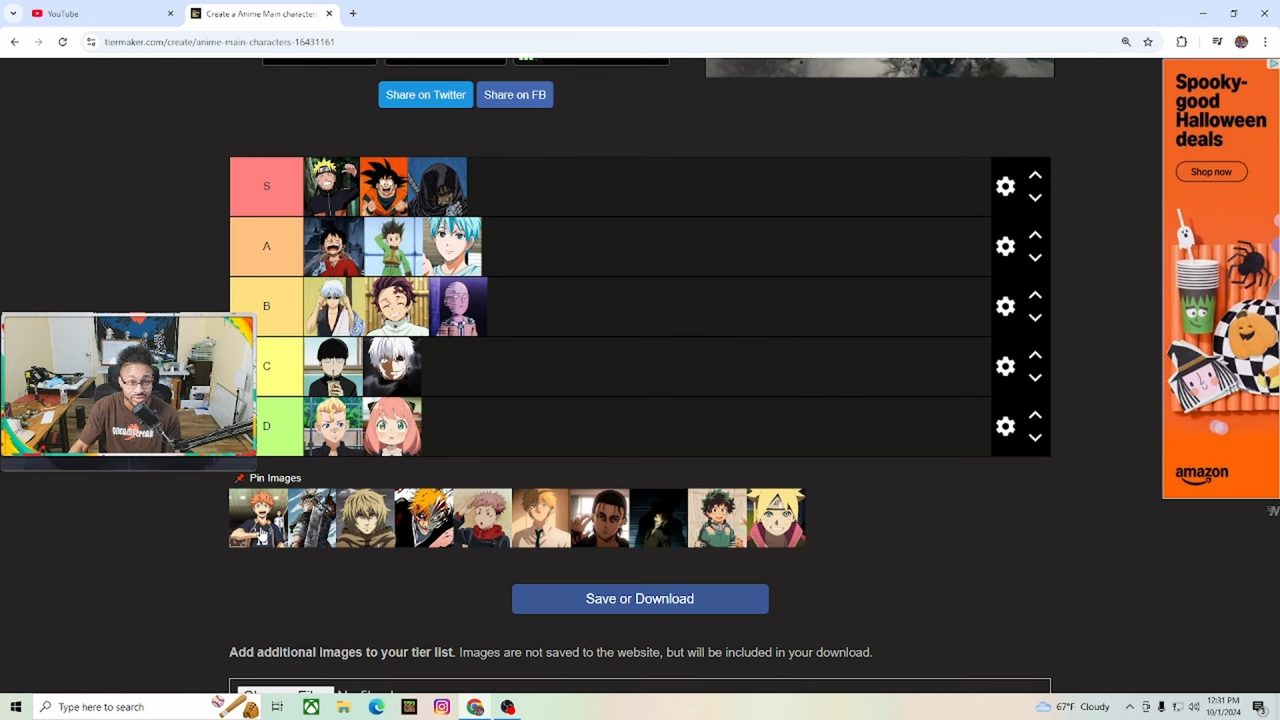 YouTube
Create a Anime Main character
tiermaker.com/create/anime-main-characters-16431161
Share on Twitter
Share on FB
Spooky-
good
Halloween
deals
Shop now
amazon
S
A
B
C
D
Pin Images
Save or Download
Add additional images to your tier list. Images are not saved to the website, but will be included in your download.
Type here to search
67°F Cloudy
12:31 PM
10/1/2024